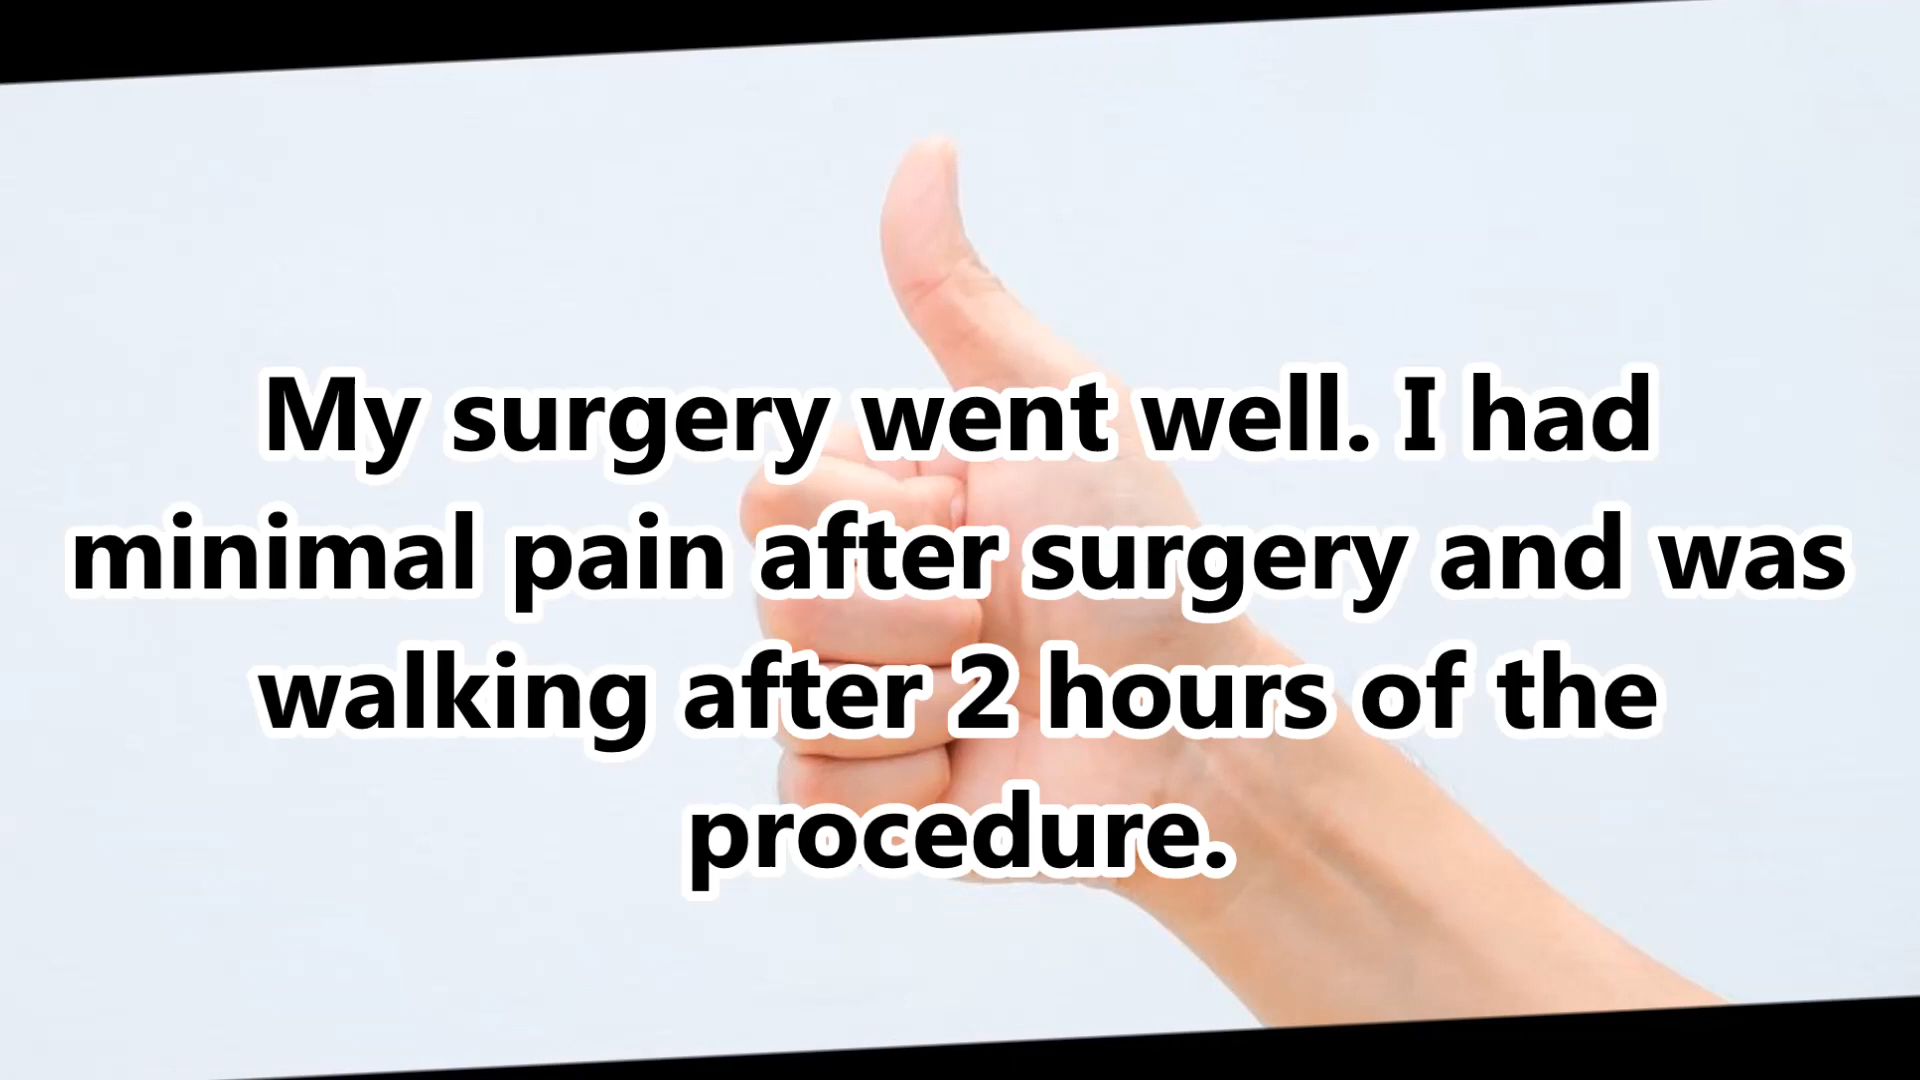 My surgery went well. I had
minimal pain after surgery and was
walking after 2 hours of the
procedure.